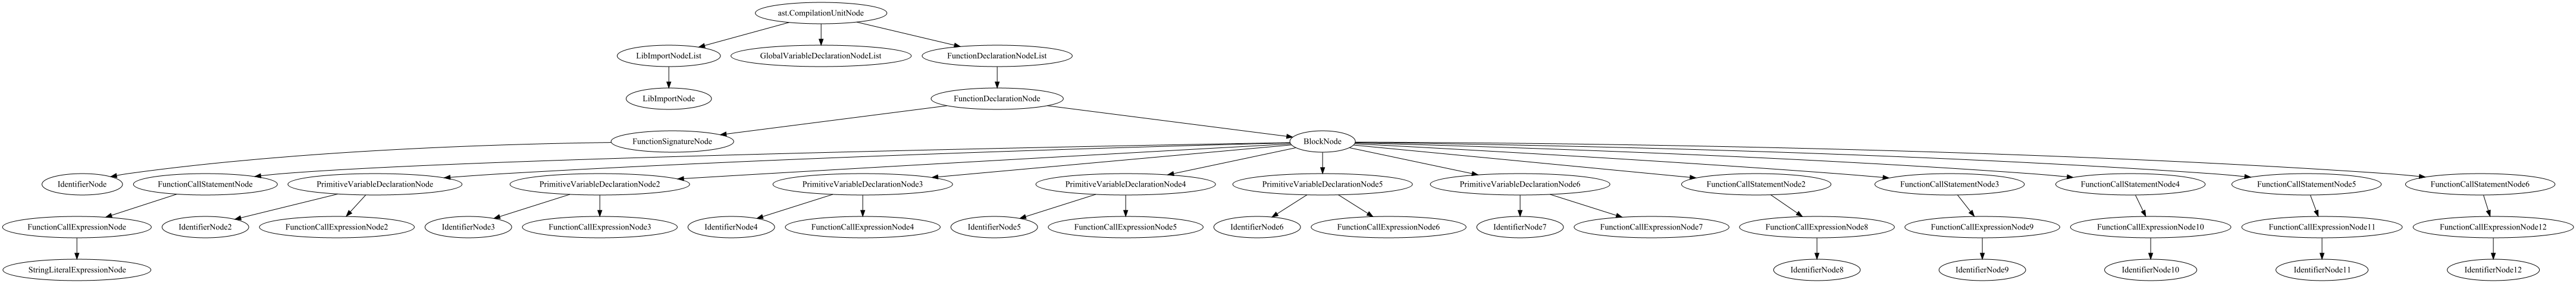 ast.CompilationUnitNode
LibImportNodeList
GlobalVariableDeclarationNodeList
FunctionDeclarationNodeList
LibImportNode
FunctionDeclarationNode
FunctionSignatureNode
BlockNode
IdentifierNode
FunctionCallStatementNode
PrimitiveVariableDeclarationNode
PrimitiveVariableDeclarationNode2
PrimitiveVariableDeclarationNode3
PrimitiveVariableDeclarationNode4
PrimitiveVariableDeclarationNode5
PrimitiveVariableDeclarationNode6
FunctionCallStatementNode2
FunctionCallStatementNode3
FunctionCallStatementNode4
FunctionCallStatementNode5
FunctionCallStatementNode6
FunctionCallExpressionNode
IdentifierNode2
FunctionCallExpressionNode2
IdentifierNode3
FunctionCallExpressionNode3
IdentifierNode4
FunctionCallExpressionNode4
IdentifierNode5
FunctionCallExpressionNode5
IdentifierNode6
FunctionCallExpressionNode6
IdentifierNode7
FunctionCallExpressionNode7
FunctionCallExpressionNode8
FunctionCallExpressionNode9
FunctionCallExpressionNode10
FunctionCallExpressionNode11
FunctionCallExpressionNode12
StringLiteralExpressionNode
IdentifierNode8
IdentifierNode9
IdentifierNode10
IdentifierNode11
IdentifierNode12